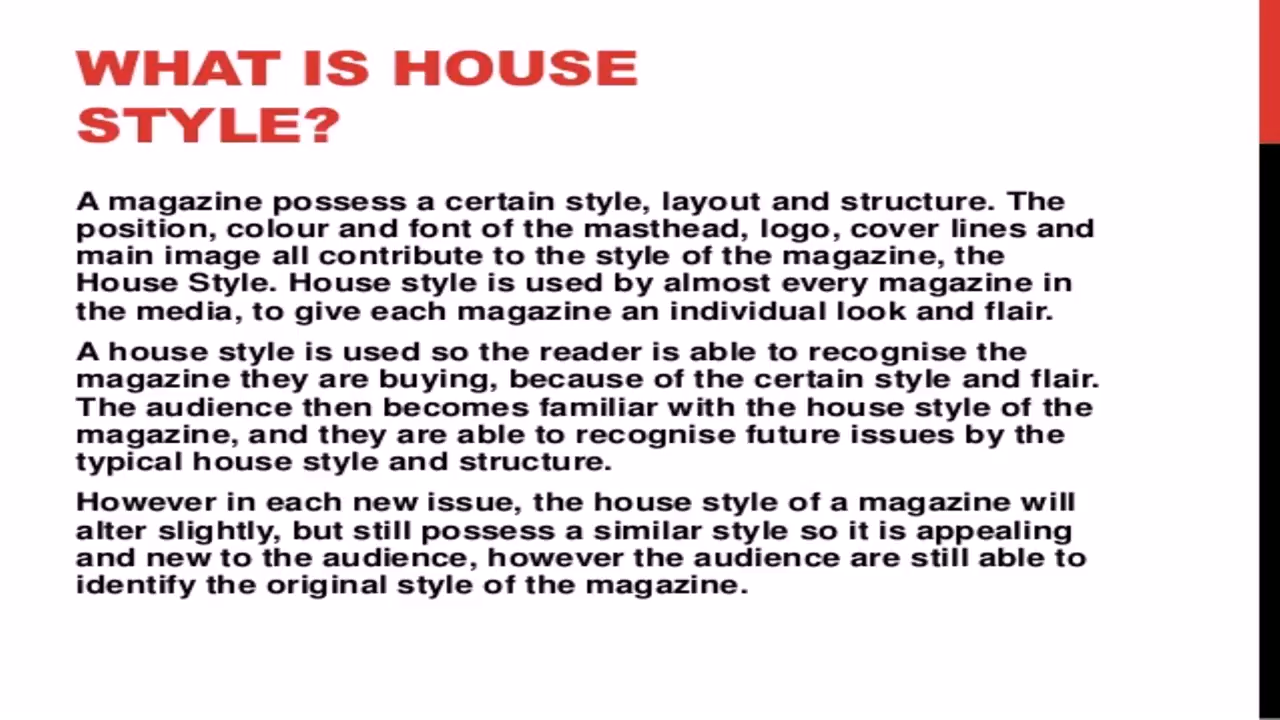 WHAT IS HOUSE
STYLE?
A magazine possess a certain style, layout and structure. The
position, colour and font of the masthead, logo, cover lines and
main image all contribute to the style of the magazine, the
House Style. House style is used by almost every magazine in
the media, to give each magazine an individual look and flair.
A house style is used so the reader is able to recognise the
magazine they are buying, because of the certain style and flair.
The audience then becomes familiar with the house style of the
magazine, and they are able to recognise future issues by the
typical house style and structure.
However in each new issue, the house style of a magazine will
alter slightly, but still possess a similar style so it is appealing
and new to the audience, however the audience are still able to
identify the original style of the magazine.